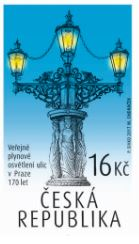 Veřejné
plynové
osvětlení ulic
v Praze
170 let
16 Kč
ČESKÁ
REPUBLIKA